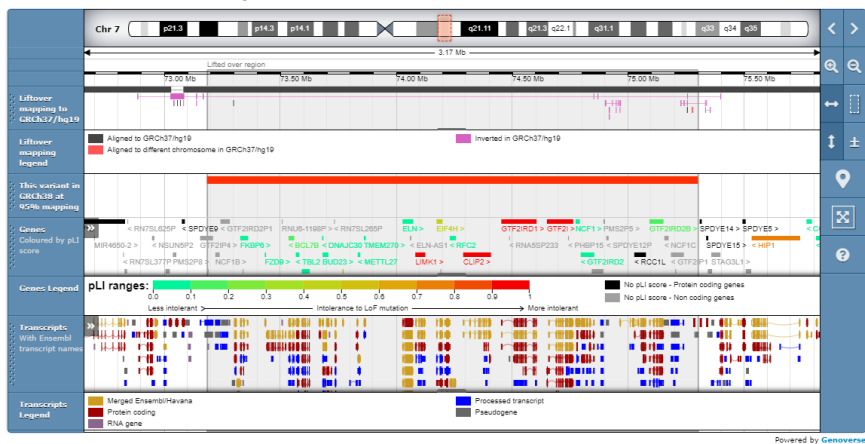 Chr 7
p21.3
p14.3
p14.1
q21.11
q21.3
q22.1
q31.1
q33
q34
q35
3.17 Mb
Lifted over region
73.00 Mb
73.50 Mb
74.00 Mb
74.50 Mb
75.00 Mb
75.50 Mb
Liftover
mapping to
GRCh37/hg19
Liftover
mapping
legend
Aligned to GRCh37/hg19
Inverted in GRCh37/hg19
Aligned to different chromosome in GRCh37/hg19
This variant in
GRCh38 at
95% mapping
Genes
Coloured by pLI
score
< RN7SL625P > SPDYE9 < GTF2IRD2P1 RNU6-1198P > < RN7SL265P ELN > EIF4H > GTF2IRD1 > GTF2I > NCF1 > PMS2P5 > GTF2IRD2B > SPDYE14 > SPDYE5 >
MIR4650-2 > < NSUN5P2 GTF2IP4 > FKBP6 > < BCL7B < DNAJC30 TMEM270 > < ELN-AS1 < RFC2 < RNA5SP233 < PHBP15 < SPDYE12P < NCF1C SPDYE15 > < HIP1
< RN7SL377P PMS2P8 > NCF1B > FZD9 > < TBL2 BUD23 > < METTL27 LIMK1 > CLIP2 > < GTF2IRD2 < RCC1L < GTF2IP1 STAG3L1 >
Genes Legend
pLI ranges:
0.0 0.1 0.2 0.3 0.4 0.5 0.6 0.7 0.8 0.9 1
Less intolerant
Intolerance to LoF mutation
More intolerant
No pLI score - Protein coding genes
No pLI score - Non coding genes
Transcripts
With Ensembl
transcript names
Transcripts
Legend
Merged Ensembl/Havana
Processed transcript
Protein coding
Pseudogene
RNA gene
Powered by Genoverse